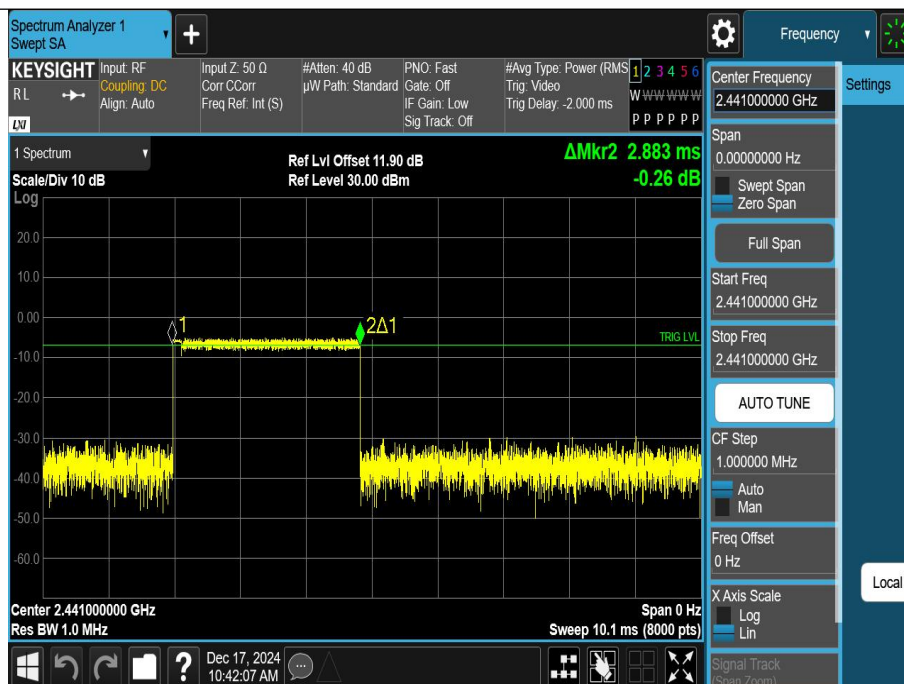 Spectrum Analyzer 1
Swept SA
+
Frequency
KEYSIGHT
RL
LXI
Input: RF
Coupling: DC
Align: Auto
Input Z: 50 Ω
Corr CCorr
Freq Ref: Int (S)
#Atten: 40 dB
µW Path: Standard
PNO: Fast
Gate: Off
IF Gain: Low
Sig Track: Off
#Avg Type: Power (RMS
Trig: Video
Trig Delay: -2.000 ms
1 2 3 4 5 6
W W W W W W
P P P P P P
1 Spectrum
Scale/Div 10 dB
Log
Ref Lvl Offset 11.90 dB
Ref Level 30.00 dBm
ΔMkr2 2.883 ms
-0.26 dB
20.0
10.0
0.00
-10.0
-20.0
-30.0
-40.0
-50.0
-60.0
1
2Δ1
TRIG LVL
Center 2.441000000 GHz
Res BW 1.0 MHz
Span 0 Hz
Sweep 10.1 ms (8000 pts)
Center Frequency
2.441000000 GHz
Span
0.00000000 Hz
Swept Span
Zero Span
Full Span
Start Freq
2.441000000 GHz
Stop Freq
2.441000000 GHz
AUTO TUNE
CF Step
1.000000 MHz
Auto
Man
Freq Offset
0 Hz
X Axis Scale
Log
Lin
Signal Track
(Span Zoom)
Settings
Local
?
Dec 17, 2024
10:42:07 AM